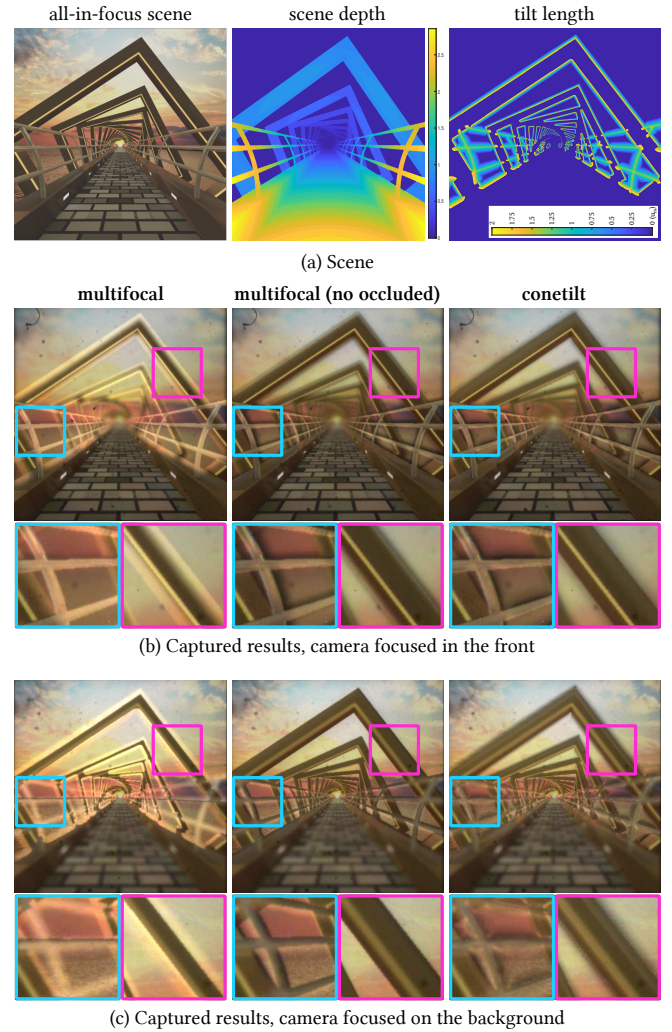 all-in-focus scene
scene depth
tilt length
2.5
2
1.5
1
0.5
0
2
1.75
1.5
1.25
1
0.75
0.5
0.25
0 (αₘ)
(a) Scene
multifocal
multifocal (no occluded)
conetilt
(b) Captured results, camera focused in the front
(c) Captured results, camera focused on the background